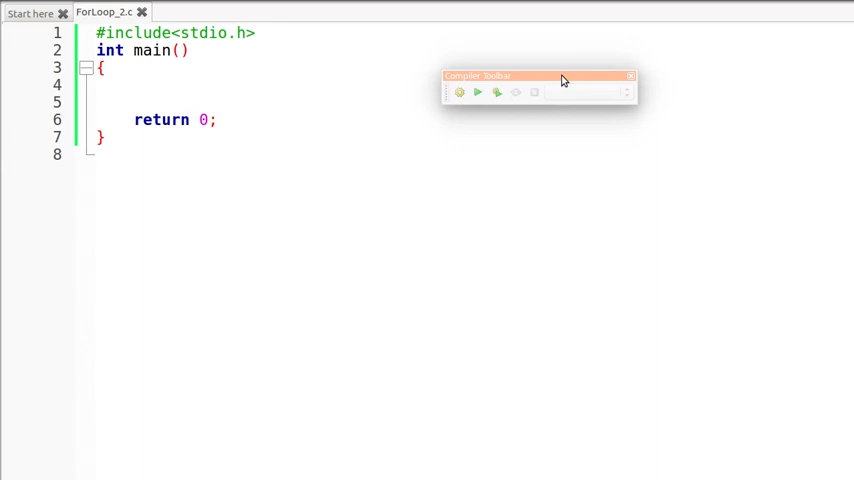 Start here
ForLoop_2.c
1 #include<stdio.h>
2 int main()
3 {
4
5
6 return 0;
7 }
8
Compiler Toolbar